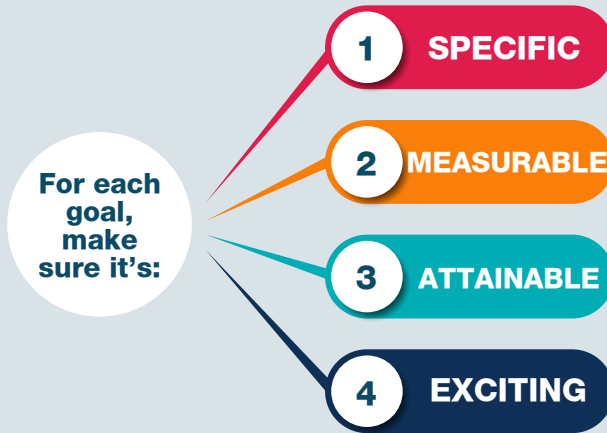 For each
goal,
make
sure it's:
1 SPECIFIC
2 MEASURABLE
3 ATTAINABLE
4 EXCITING